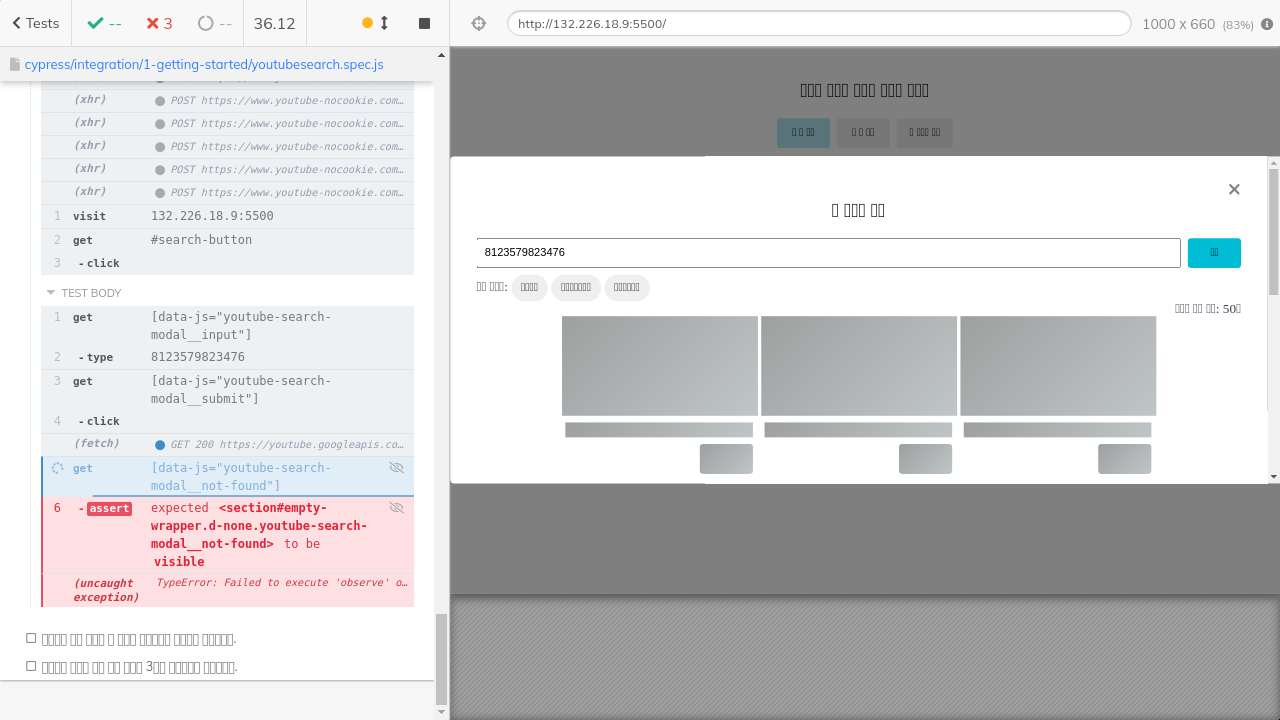 Tests
--
3
--
36.12
http://132.226.18.9:5500/
1000 x 660 (83%)
cypress/integration/1-getting-started/youtubesearch.spec.js
(xhr) POST https://www.youtube-nocookie.com…
(xhr) POST https://www.youtube-nocookie.com…
(xhr) POST https://www.youtube-nocookie.com…
(xhr) POST https://www.youtube-nocookie.com…
(xhr) POST https://www.youtube-nocookie.com…
1 visit 132.226.18.9:5500
2 get #search-button
3 -click
TEST BODY
1 get [data-js="youtube-search-
modal__input"]
2 -type 8123579823476
3 get [data-js="youtube-search-
modal__submit"]
4 -click
(fetch) GET 200 https://youtube.googleapis.co…
get [data-js="youtube-search-
modal__not-found"]
6 -assert expected <section#empty-
wrapper.d-none.youtube-search-
modal__not-found> to be
visible
(uncaught TypeError: Failed to execute 'observe' o…
exception)
8123579823476
: 50